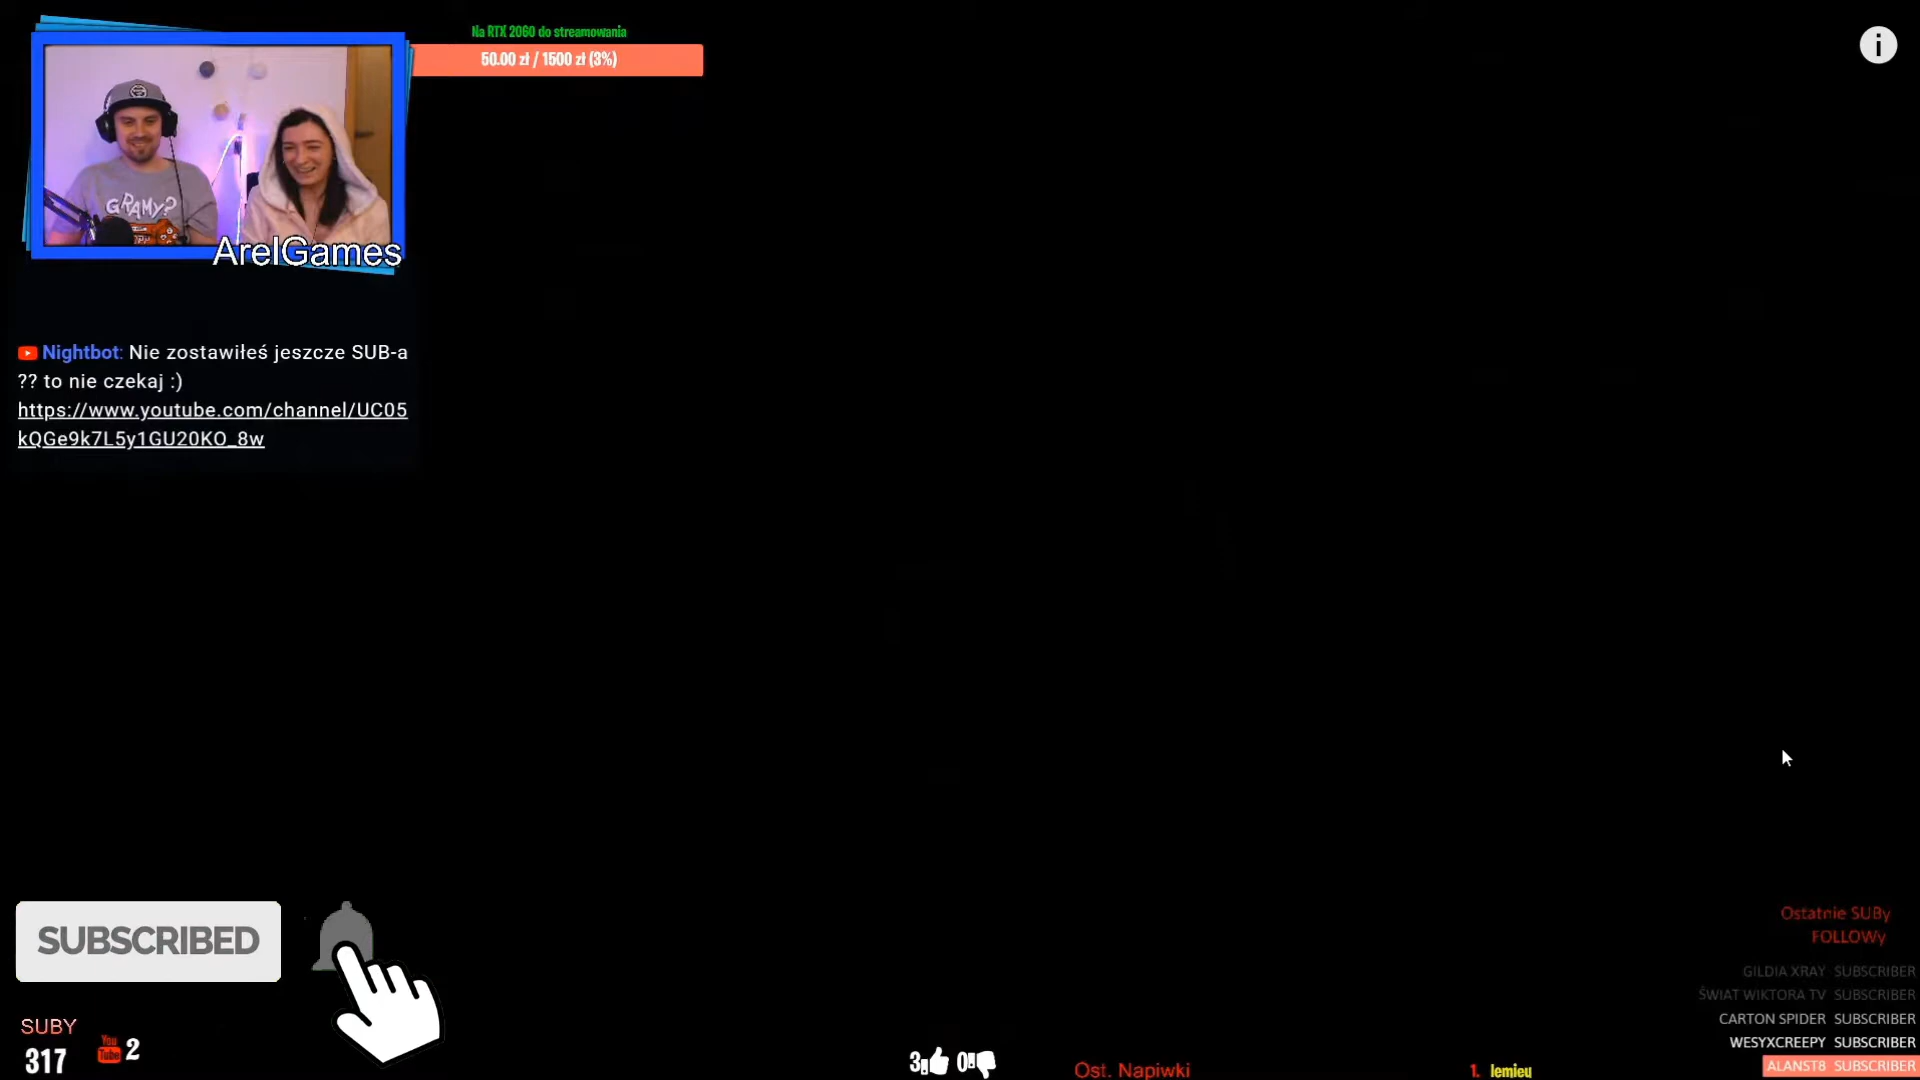 Na RTX 2060 do streamowania
50.00 zł / 1500 zł (3%)
i
GRAMY?
ArelGames
Nightbot: Nie zostawiłeś jeszcze SUB-a
?? to nie czekaj :)
https://www.youtube.com/channel/UC05
kQGe9k7L5y1GU20KO_8w
SUBSCRIBED
SUBY
317
You
Tube
2
3
0
Ost. Napiwki
1. lemieu
Ostatnie SUBy
FOLLOWy
GILDIA XRAY SUBSCRIBER
ŚWIAT WIKTORA TV SUBSCRIBER
CARTON SPIDER SUBSCRIBER
WESYXCREEPY SUBSCRIBER
ALANST8 SUBSCRIBER